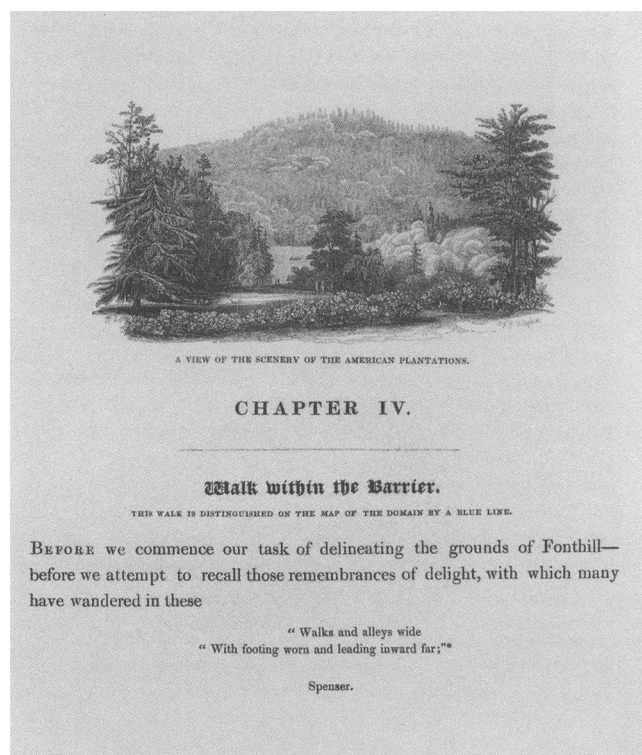 A VIEW OF THE SCENERY OF THE AMERICAN PLANTATIONS.
CHAPTER IV.
Walk within the Barrier.
THIS WALK IS DISTINGUISHED ON THE MAP OF THE DOMAIN BY A BLUE LINE.
BEFORE we commence our task of delineating the grounds of Fonthill—
before we attempt to recall those remembrances of delight, with which many
have wandered in these
“ Walks and alleys wide
“ With footing worn and leading inward far;”*
Spenser.